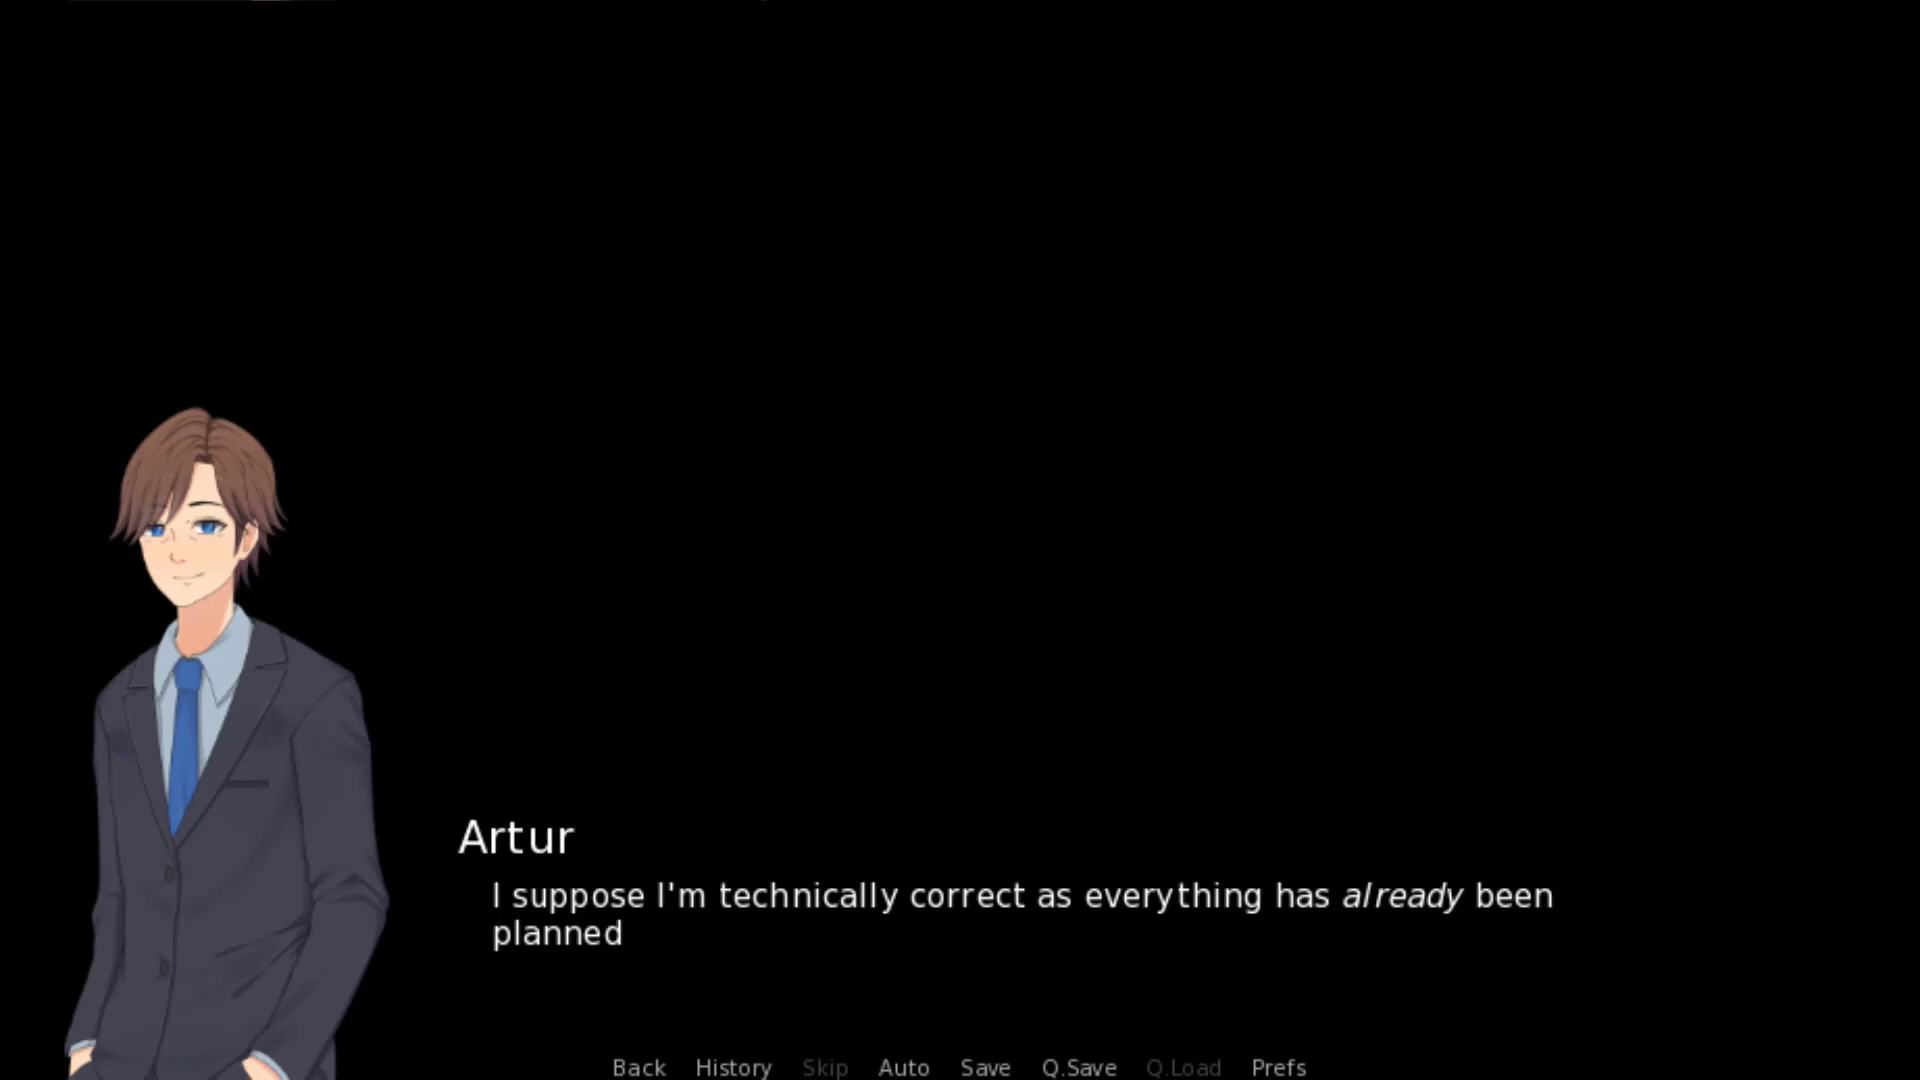 Artur
I suppose I'm technically correct as everything has already been
planned
Back History Skip Auto Save Q.Save Q.Load Prefs